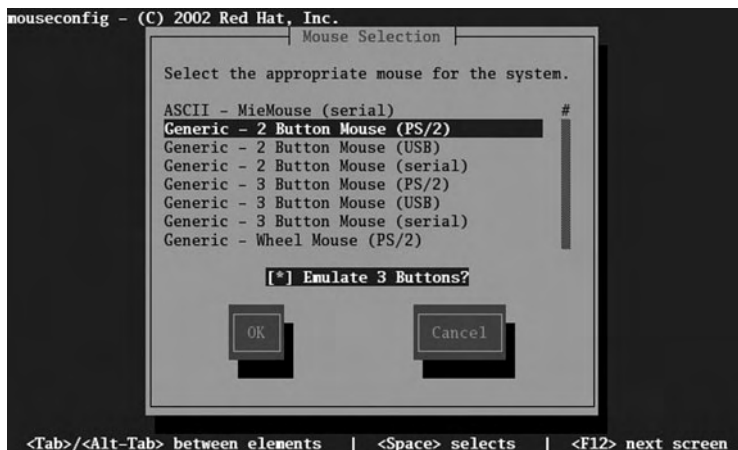 mouseconfig – (C) 2002 Red Hat, Inc.
Mouse Selection
Select the appropriate mouse for the system.
ASCII – MieMouse (serial) #
Generic – 2 Button Mouse (PS/2)
Generic – 2 Button Mouse (USB)
Generic – 2 Button Mouse (serial)
Generic – 3 Button Mouse (PS/2)
Generic – 3 Button Mouse (USB)
Generic – 3 Button Mouse (serial)
Generic – Wheel Mouse (PS/2)
[*] Emulate 3 Buttons?
OK Cancel
<Tab>/<Alt-Tab> between elements | <Space> selects | <F12> next screen